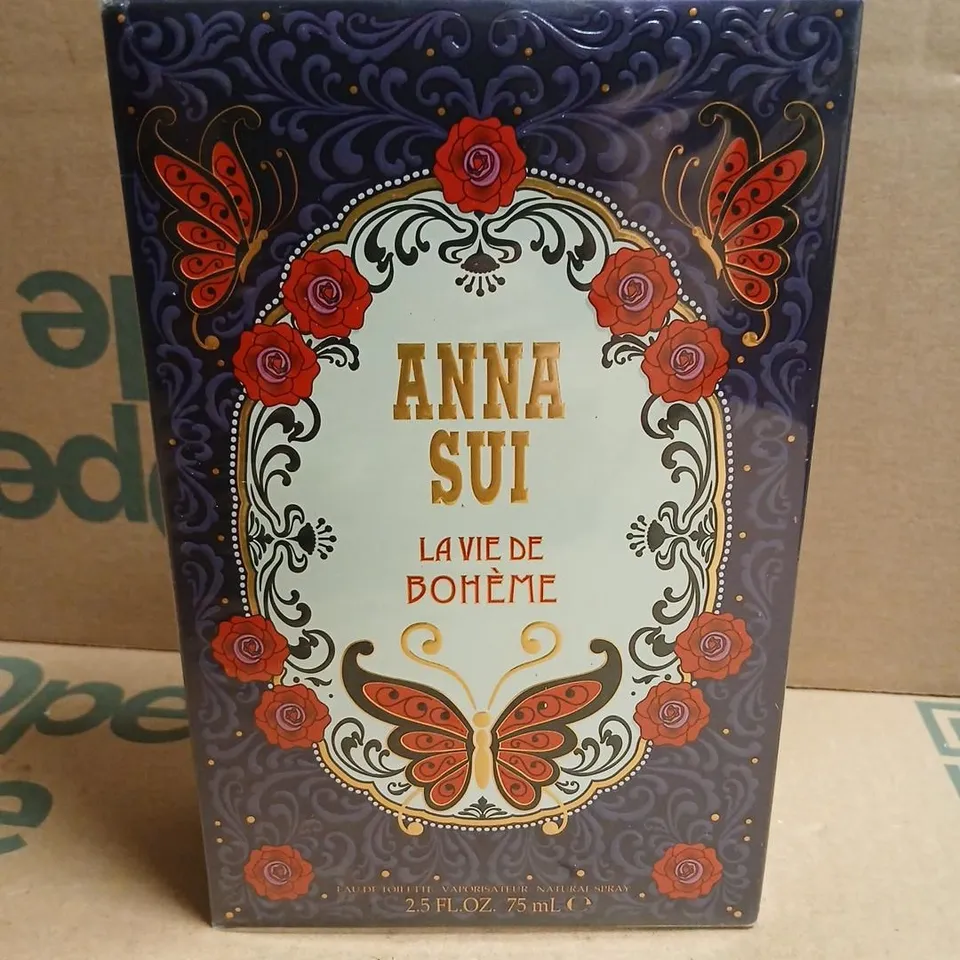 ANNA
SUI
LA VIE DE
BOHÈME
EAU DE TOILETTE VAPORISATEUR NATURAL SPRAY
2.5 FL.OZ. 75 mL ℮